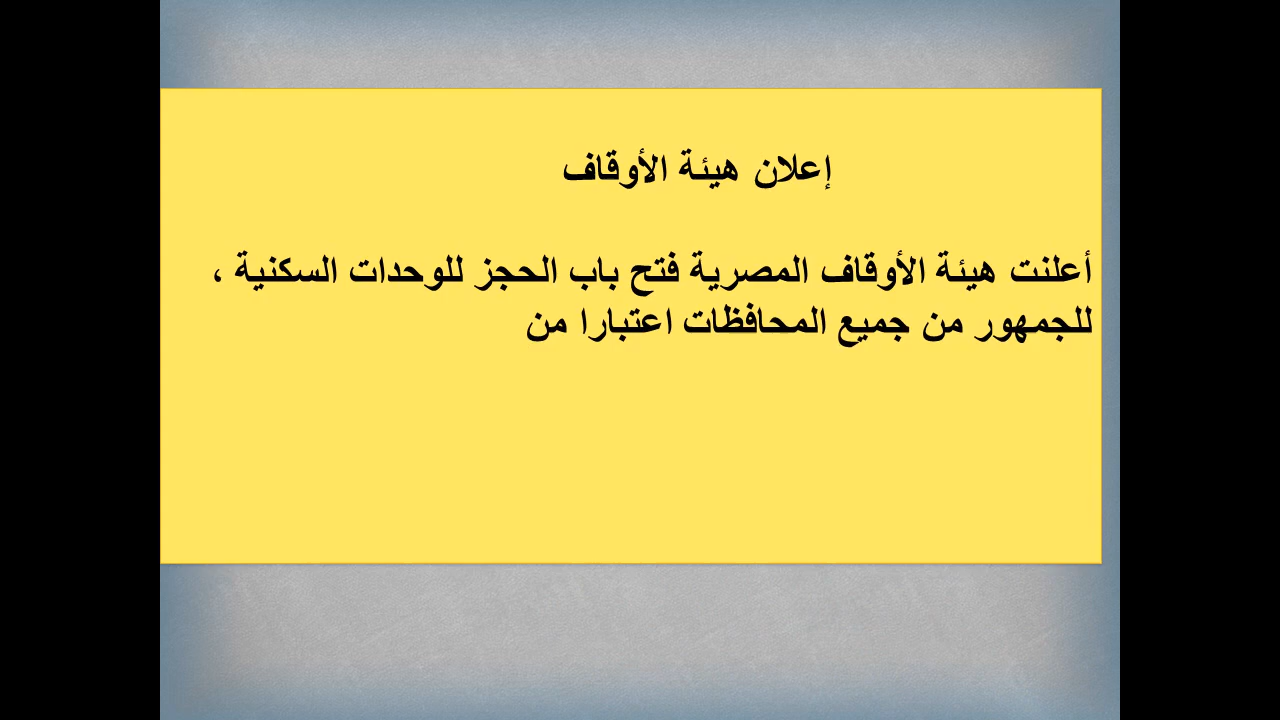 إعلان هيئة الأوقاف
أعلنت هيئة الأوقاف المصرية فتح باب الحجز للوحدات السكنية ،
للجمهور من جميع المحافظات اعتبارا من